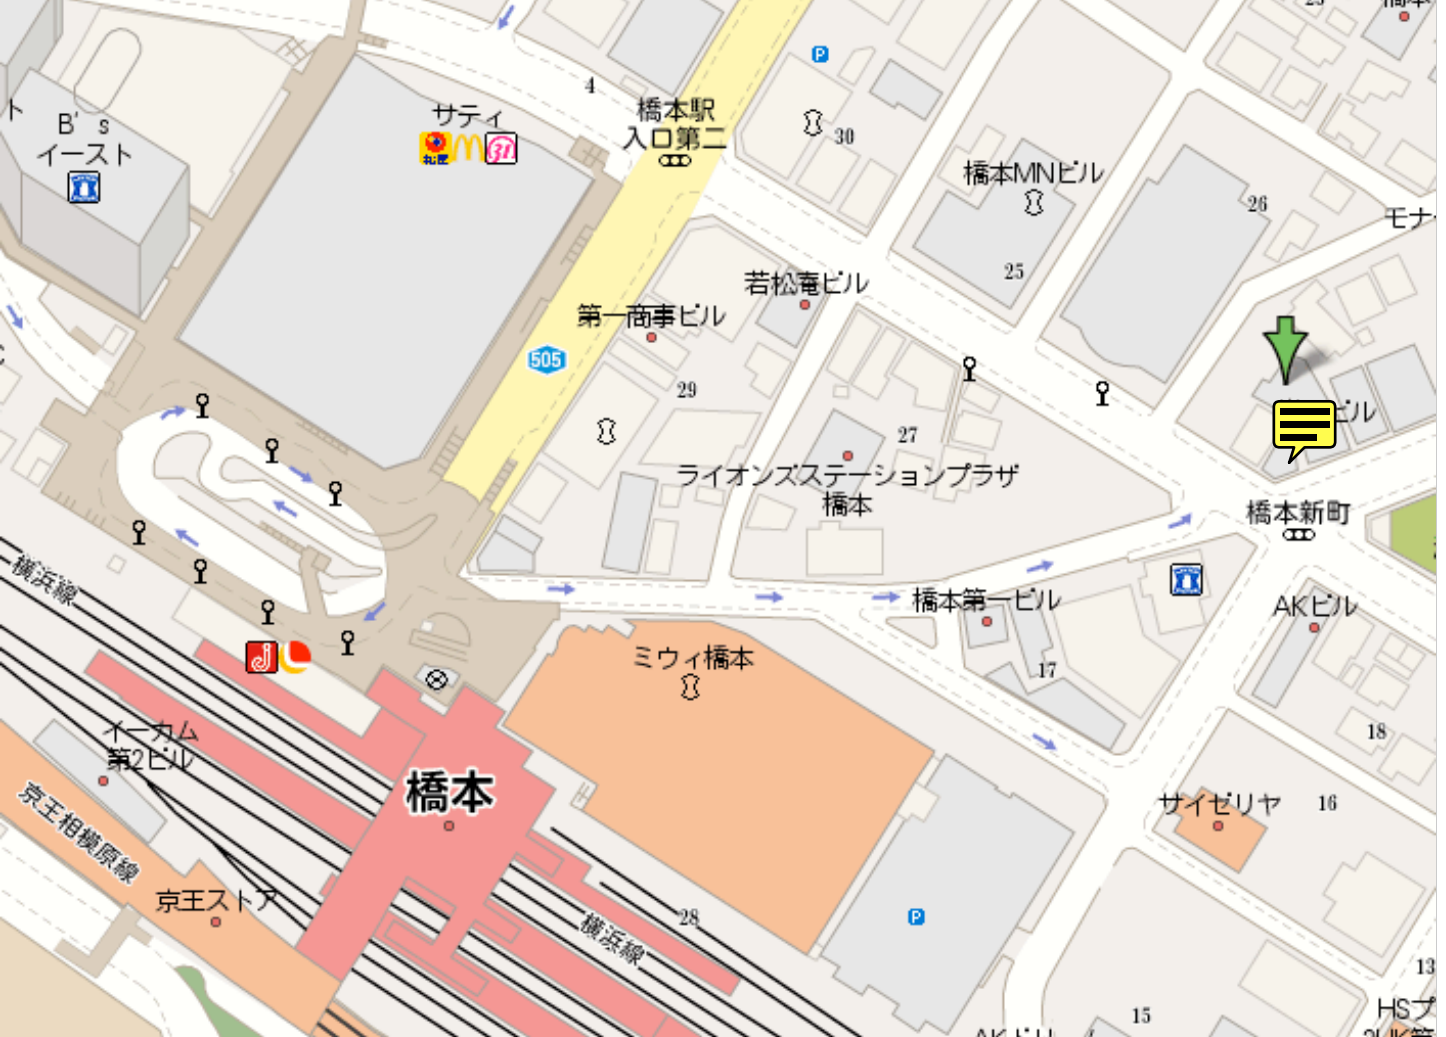 4
橋本駅
入口第二
サティ
B's
イースト
ト
P
30
橋本MNビル
26
25
モナ
若松庵ビル
第一商事ビル
505
29
27
ライオンズステーションプラザ
橋本
ビル
橋本新町
横浜線
橋本第一ビル
AKビル
ミウィ橋本
17
18
イーカム
第2ビル
橋本
サイゼリヤ
16
京王相模原線
京王ストア
28
横浜線
P
13
15
HSプ